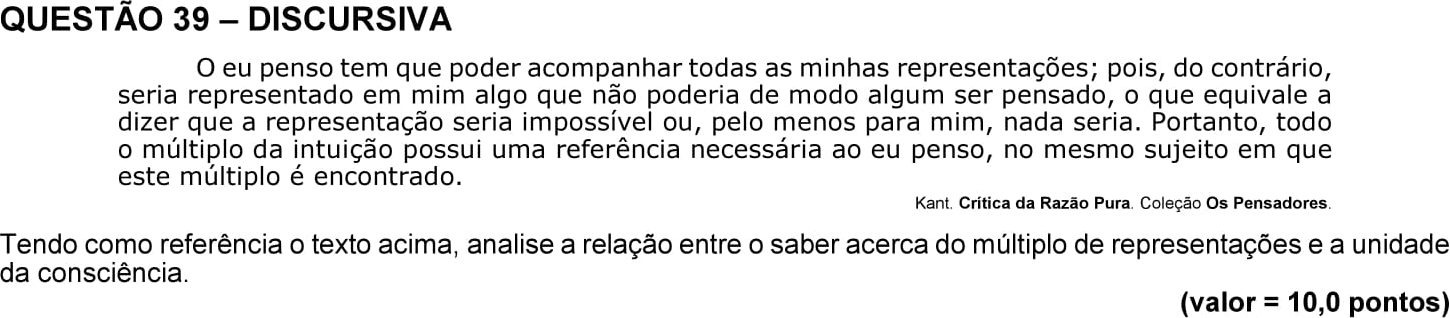 QUESTÃO 39 – DISCURSIVA
O eu penso tem que poder acompanhar todas as minhas representações; pois, do contrário,
seria representado em mim algo que não poderia de modo algum ser pensado, o que equivale a
dizer que a representação seria impossível ou, pelo menos para mim, nada seria. Portanto, todo
o múltiplo da intuição possui uma referência necessária ao eu penso, no mesmo sujeito em que
este múltiplo é encontrado.
Kant. Crítica da Razão Pura. Coleção Os Pensadores.
Tendo como referência o texto acima, analise a relação entre o saber acerca do múltiplo de representações e a unidade
da consciência.
(valor = 10,0 pontos)